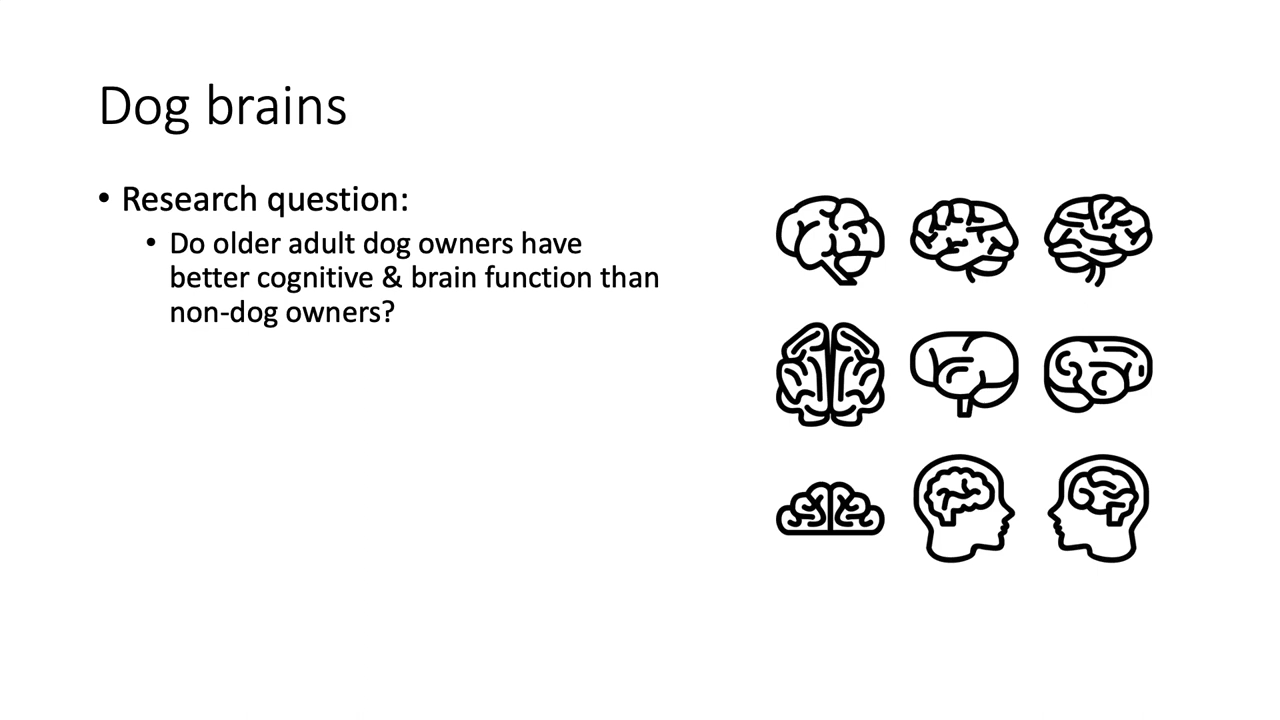 Dog brains
• Research question:
• Do older adult dog owners have
better cognitive & brain function than
non-dog owners?